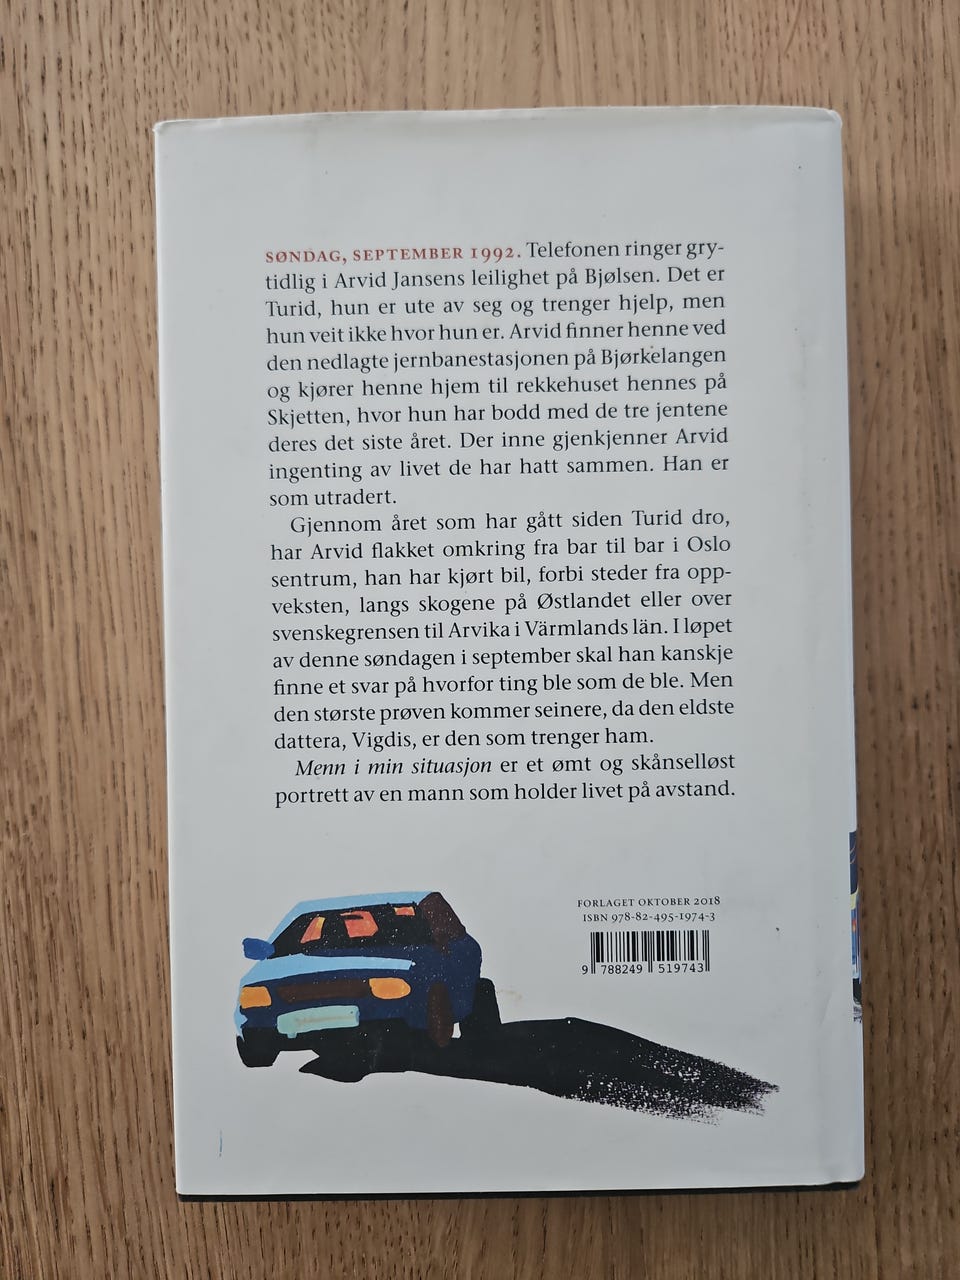 SØNDAG, SEPTEMBER 1992. Telefonen ringer gry-
tidlig i Arvid Jansens leilighet på Bjølsen. Det er
Turid, hun er ute av seg og trenger hjelp, men
hun veit ikke hvor hun er. Arvid finner henne ved
den nedlagte jernbanestasjonen på Bjørkelangen
og kjører henne hjem til rekkehuset hennes på
Skjetten, hvor hun har bodd med de tre jentene
deres det siste året. Der inne gjenkjenner Arvid
ingenting av livet de har hatt sammen. Han er
som utradert.
Gjennom året som har gått siden Turid dro,
har Arvid flakket omkring fra bar til bar i Oslo
sentrum, han har kjørt bil, forbi steder fra opp-
veksten, langs skogene på Østlandet eller over
svenskegrensen til Arvika i Värmlands län. I løpet
av denne søndagen i september skal han kanskje
finne et svar på hvorfor ting ble som de ble. Men
den største prøven kommer seinere, da den eldste
dattera, Vigdis, er den som trenger ham.
Menn i min situasjon er et ømt og skånselløst
portrett av en mann som holder livet på avstand.
FORLAGET OKTOBER 2018
ISBN 978-82-495-1974-3
9 788249 519743